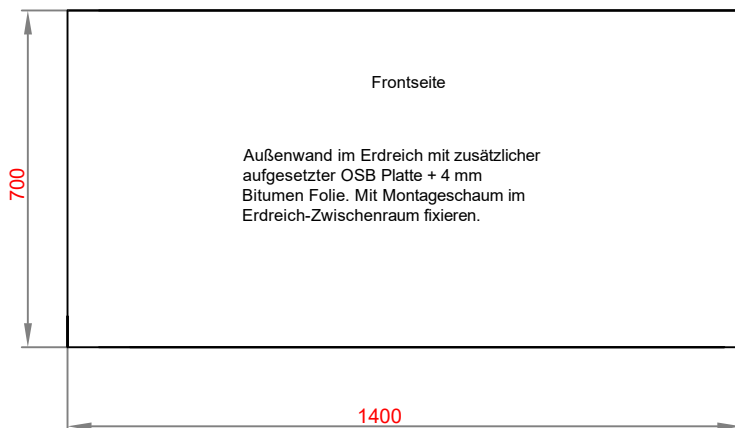 Frontseite
Außenwand im Erdreich mit zusätzlicher
aufgesetzter OSB Platte + 4 mm
Bitumen Folie. Mit Montageschaum im
Erdreich-Zwischenraum fixieren.
700
1400